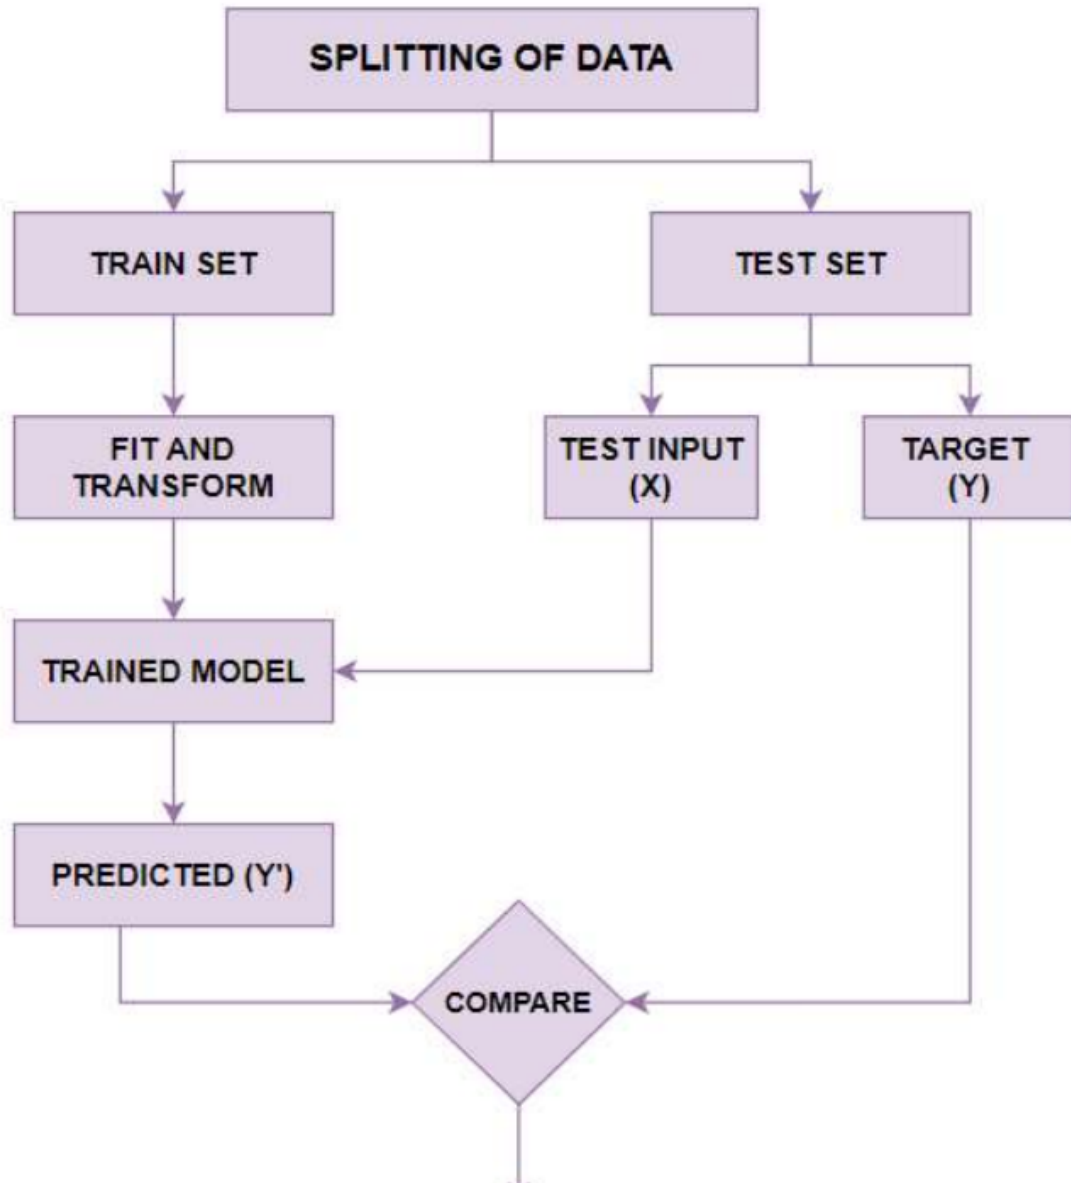 SPLITTING OF DATA
TRAIN SET
TEST SET
FIT AND
TRANSFORM
TEST INPUT
(X)
TARGET
(Y)
TRAINED MODEL
PREDICTED (Y')
COMPARE